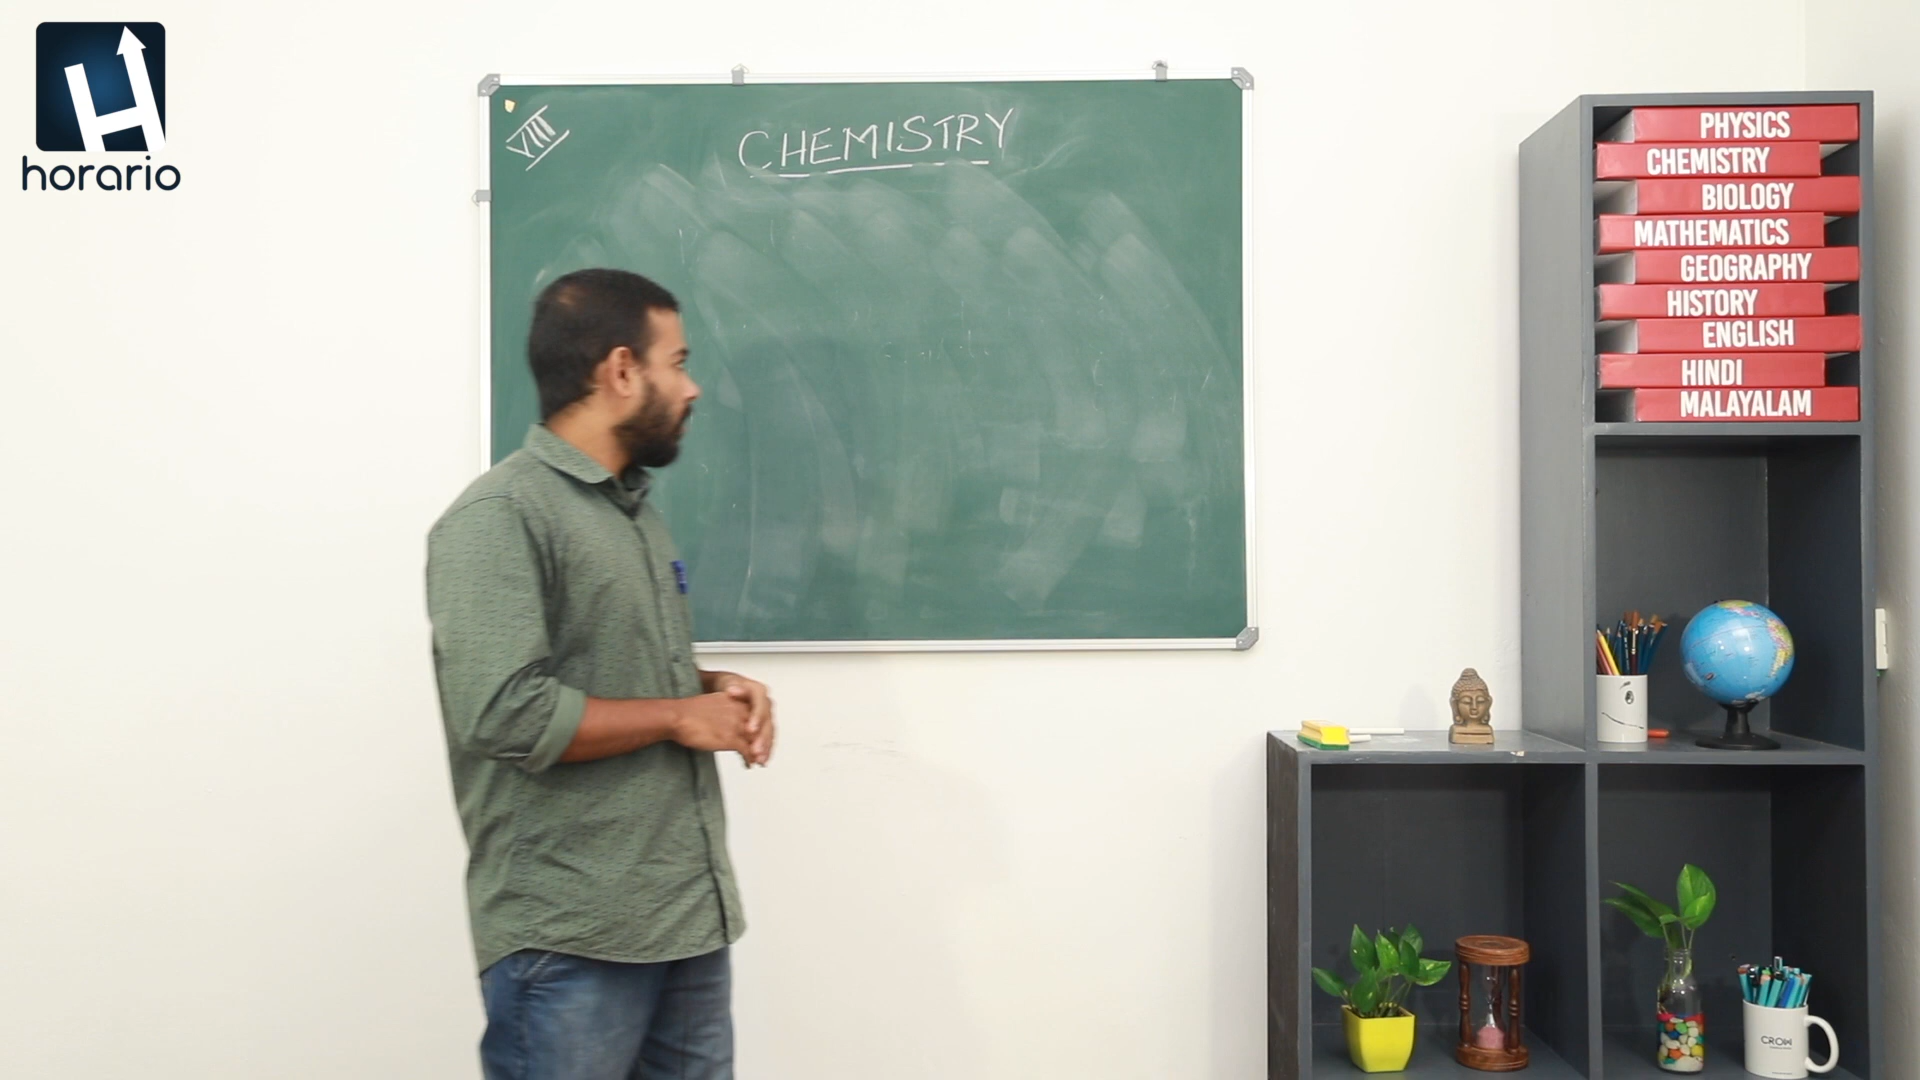 H
horario
VIII
CHEMISTRY
PHYSICS
CHEMISTRY
BIOLOGY
MATHEMATICS
GEOGRAPHY
HISTORY
ENGLISH
HINDI
MALAYALAM
CROW